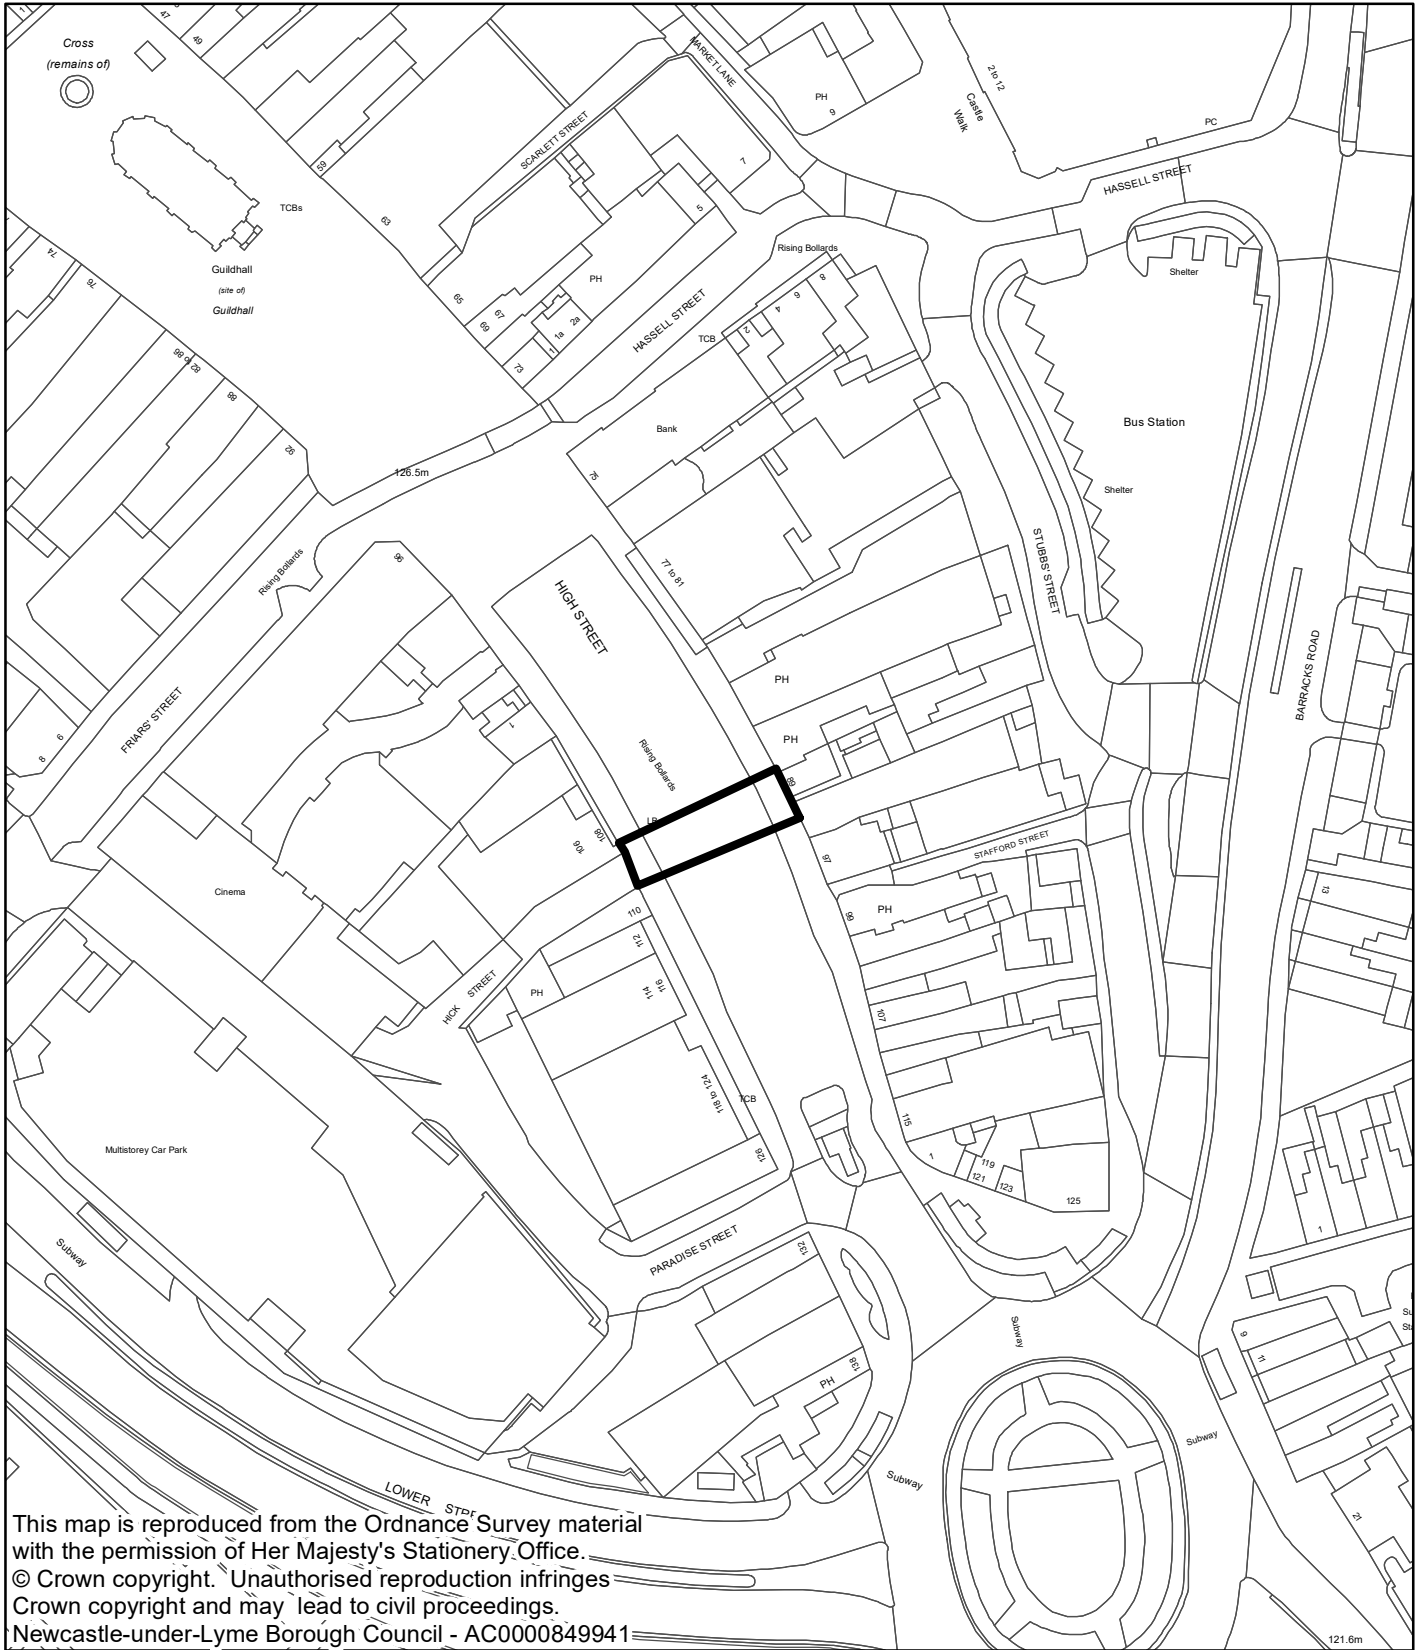 47
49
Cross
(remains of)
MARKET LANE
PH
9
2 to 12
Castle
Walk
PC
SCARLETT STREET
59
7
HASSELL STREET
TCBs
63
5
74
Guildhall
(site of)
Guildhall
Rising Bollards
Shelter
76
PH
8
6
4
2
65
67
69
2a
1a
1
73
HASSELL STREET
TCB
82 to 86
88
Bank
Bus Station
92
126.5m
75
Shelter
Rising Bollards
96
77 to 81
HIGH STREET
STUBBS' STREET
BARRACKS ROAD
PH
FRIARS' STREET
6
8
1
Rising Bollards
PH
89
LB
108
106
97
STAFFORD STREET
Cinema
13
110
99
PH
112
HICK STREET
PH
116
114
107
118 to 124
TCB
115
Multistorey Car Park
126
1
119
121
123
125
1
Subway
PARADISE STREET
132
Subway
9
11
138
PH
Subway
Subway
LOWER
21
This map is reproduced from the Ordnance Survey material
with the permission of Her Majesty's Stationery Office.
© Crown copyright. Unauthorised reproduction infringes
Crown copyright and may lead to civil proceedings.
Newcastle-under-Lyme Borough Council - AC0000849941
121.6m